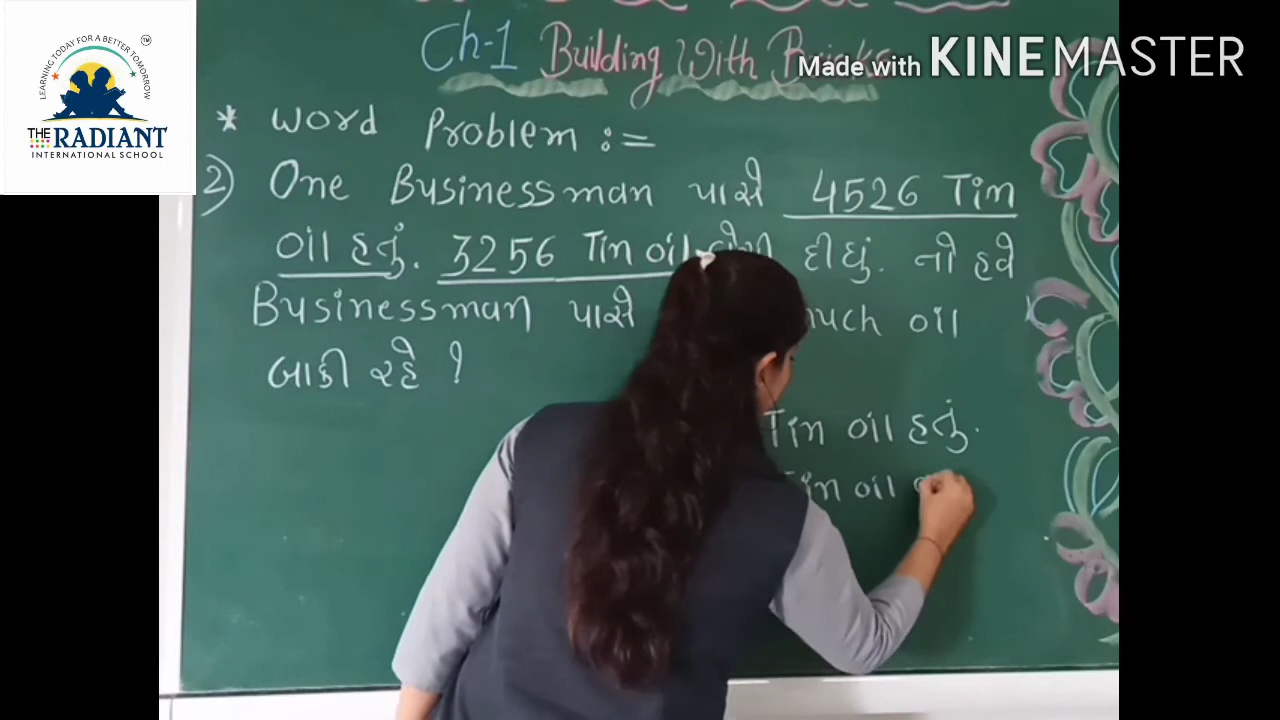 LEARNING TODAY FOR A BETTER TOMORROW
TM
THE RADIANT
INTERNATIONAL SCHOOL
Made with KINEMASTER
Ch-1 Building With Bricks
* Word Problem :=
2) One Businessman પાસે 4526 Tin
oil હતું. 3256 Tin oil દીધું. તો હવે
Businessman પાસે much oil
બાકી રહે ?
Tin oil હતું.
Tin oil